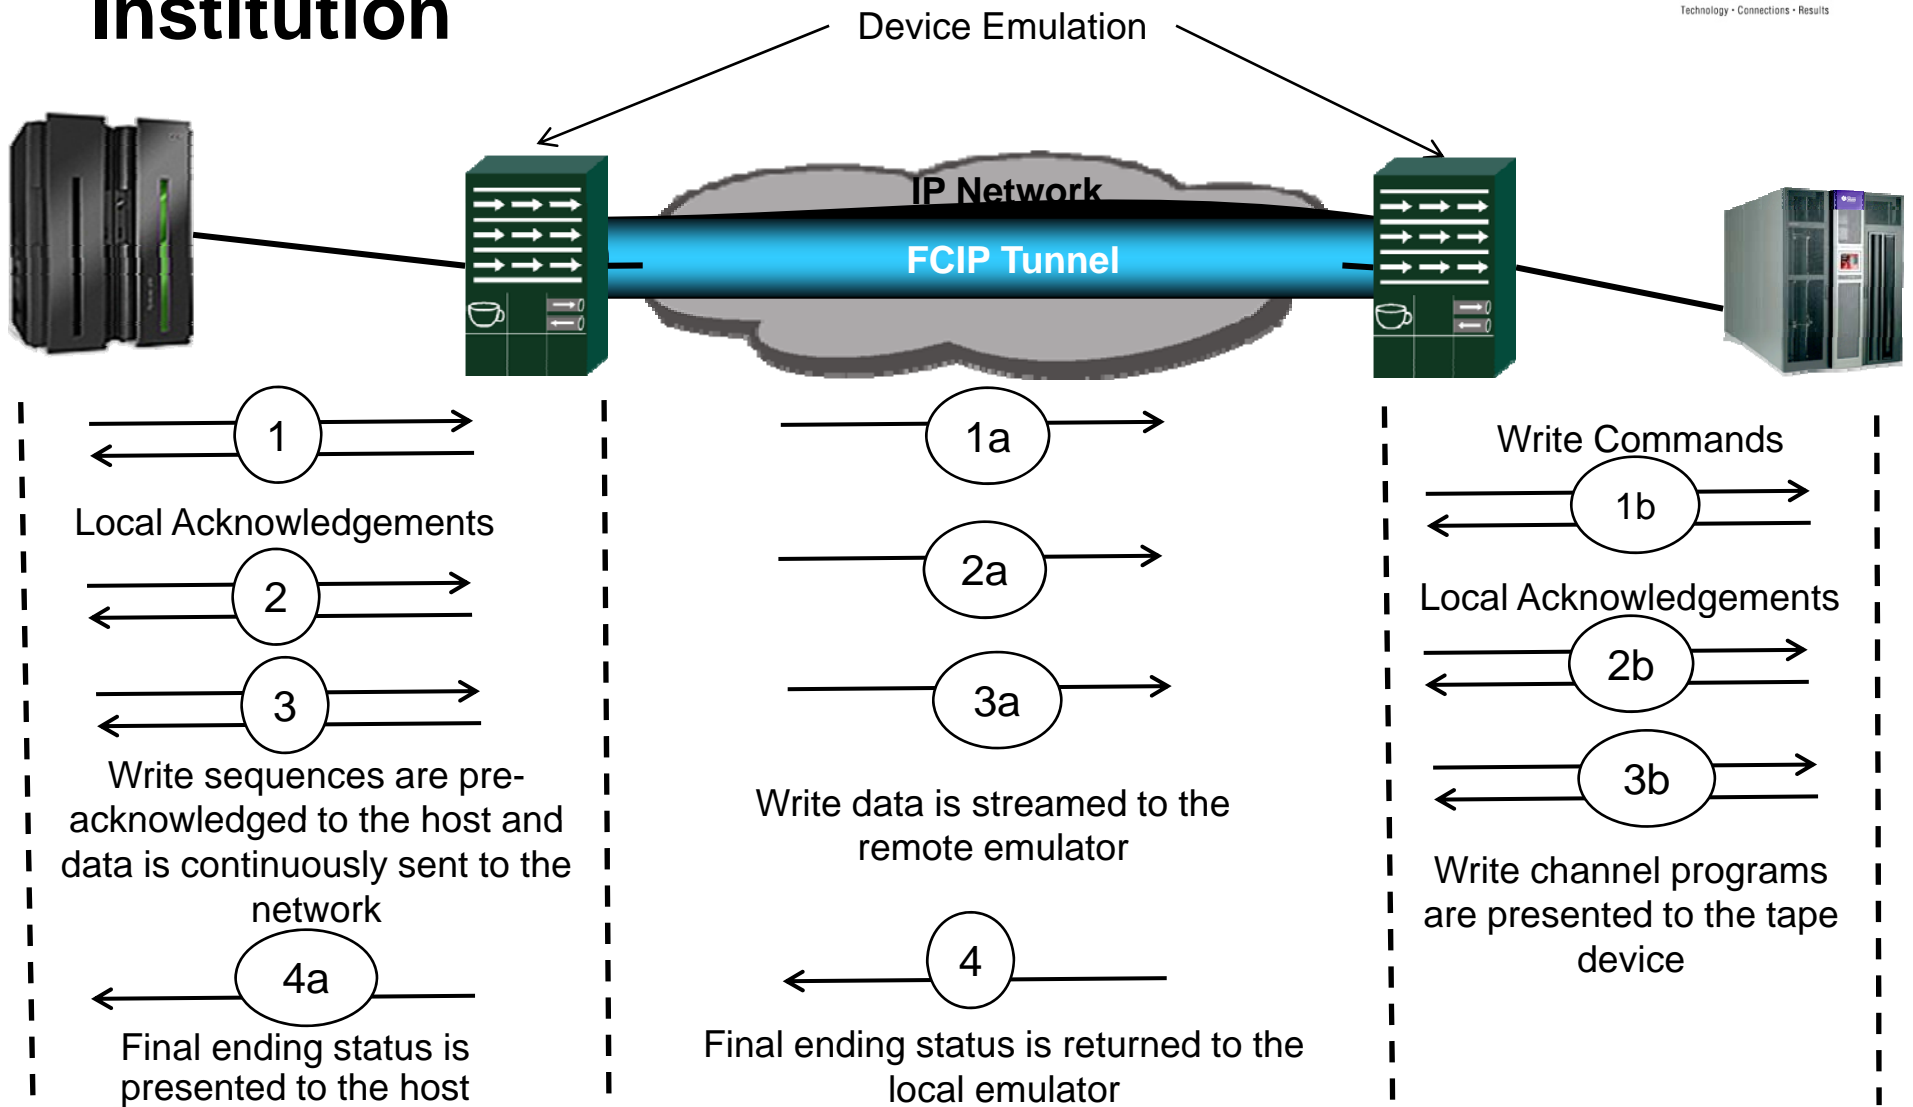 Institution
Technology • Connections • Results
Device Emulation
IP Network
FCIP Tunnel
1
Local Acknowledgements
2
3
Write sequences are pre-
acknowledged to the host and
data is continuously sent to the
network
4a
Final ending status is
presented to the host
1a
2a
3a
Write data is streamed to the
remote emulator
4
Final ending status is returned to the
local emulator
Write Commands
1b
Local Acknowledgements
2b
3b
Write channel programs
are presented to the tape
device